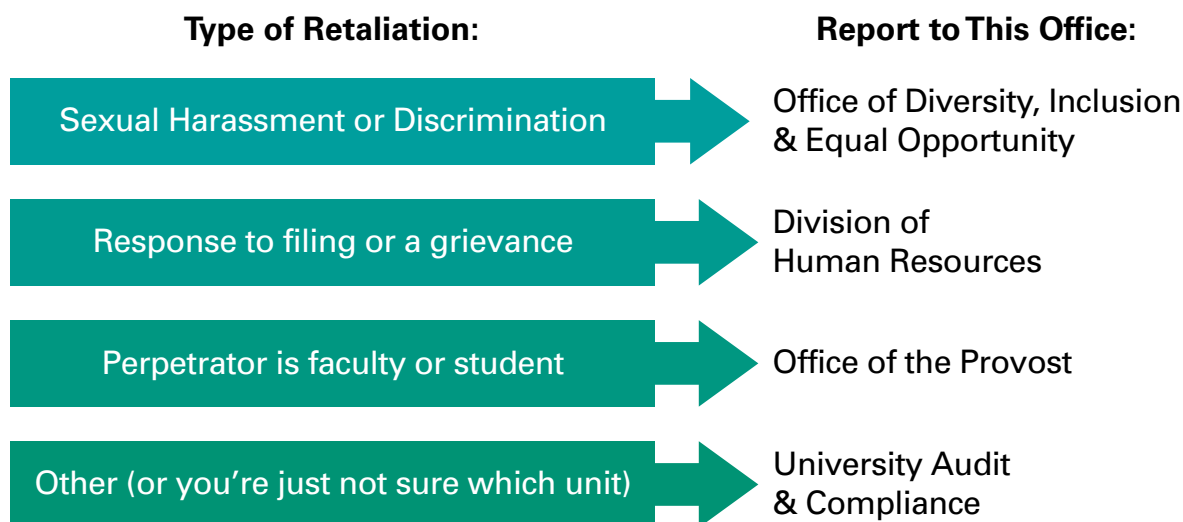 Type of Retaliation:
Report to This Office:
Sexual Harassment or Discrimination
Office of Diversity, Inclusion
& Equal Opportunity
Response to filing or a grievance
Division of
Human Resources
Perpetrator is faculty or student
Office of the Provost
Other (or you're just not sure which unit)
University Audit
& Compliance